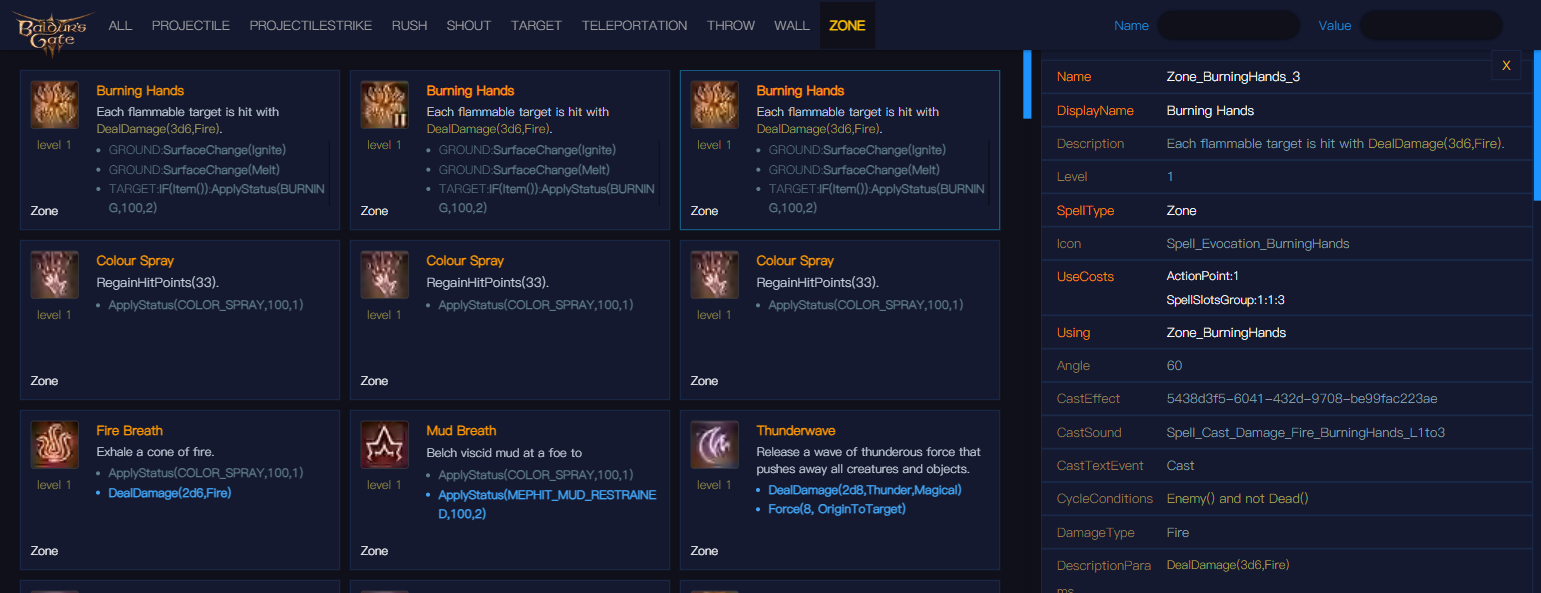 Baldur's Gate
ALL PROJECTILE PROJECTILESTRIKE RUSH SHOUT TARGET TELEPORTATION THROW WALL ZONE Name Value
Burning Hands
Each flammable target is hit with
DealDamage(3d6,Fire).
level 1
• GROUND:SurfaceChange(Ignite)
• GROUND:SurfaceChange(Melt)
• TARGET:IF(Item()):ApplyStatus(BURNIN
G,100,2)
Zone
Burning Hands
Each flammable target is hit with
DealDamage(3d6,Fire).
II
level 1
• GROUND:SurfaceChange(Ignite)
• GROUND:SurfaceChange(Melt)
• TARGET:IF(Item()):ApplyStatus(BURNIN
G,100,2)
Zone
Burning Hands
Each flammable target is hit with
DealDamage(3d6,Fire).
level 1
• GROUND:SurfaceChange(Ignite)
• GROUND:SurfaceChange(Melt)
• TARGET:IF(Item()):ApplyStatus(BURNIN
G,100,2)
Zone
Colour Spray
RegainHitPoints(33).
• ApplyStatus(COLOR_SPRAY,100,1)
level 1
Zone
Colour Spray
RegainHitPoints(33).
• ApplyStatus(COLOR_SPRAY,100,1)
level 1
Zone
Colour Spray
RegainHitPoints(33).
• ApplyStatus(COLOR_SPRAY,100,1)
level 1
Zone
Fire Breath
Exhale a cone of fire.
• ApplyStatus(COLOR_SPRAY,100,1)
level 1
• DealDamage(2d6,Fire)
Zone
Mud Breath
Belch viscid mud at a foe to
• ApplyStatus(COLOR_SPRAY,100,1)
level 1
• ApplyStatus(MEPHIT_MUD_RESTRAINE
D,100,2)
Zone
Thunderwave
Release a wave of thunderous force that
pushes away all creatures and objects.
level 1
• DealDamage(2d8,Thunder,Magical)
• Force(8, OriginToTarget)
Zone
X
Name Zone_BurningHands_3
DisplayName Burning Hands
Description Each flammable target is hit with DealDamage(3d6,Fire).
Level 1
SpellType Zone
Icon Spell_Evocation_BurningHands
UseCosts ActionPoint:1
SpellSlotsGroup:1:1:3
Using Zone_BurningHands
Angle 60
CastEffect 5438d3f5-6041-432d-9708-be99fac223ae
CastSound Spell_Cast_Damage_Fire_BurningHands_L1to3
CastTextEvent Cast
CycleConditions Enemy() and not Dead()
DamageType Fire
DescriptionPara DealDamage(3d6,Fire)
ms